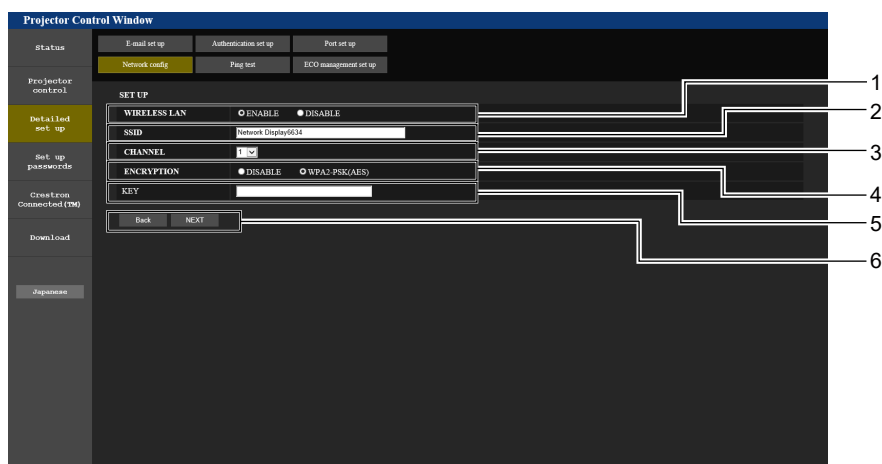 Projector Control Window
Status
Projector
control
Detailed
set up
Set up
passwords
Crestron
Connected(TM)
Download
Japanese
E-mail set up Authentication set up Port set up
Network config Ping test ECO management set up
SET UP
WIRELESS LAN ENABLE DISABLE
SSID Network Display6634
CHANNEL 1
ENCRYPTION DISABLE WPA2-PSK(AES)
KEY
Back NEXT
1
2
3
4
5
6